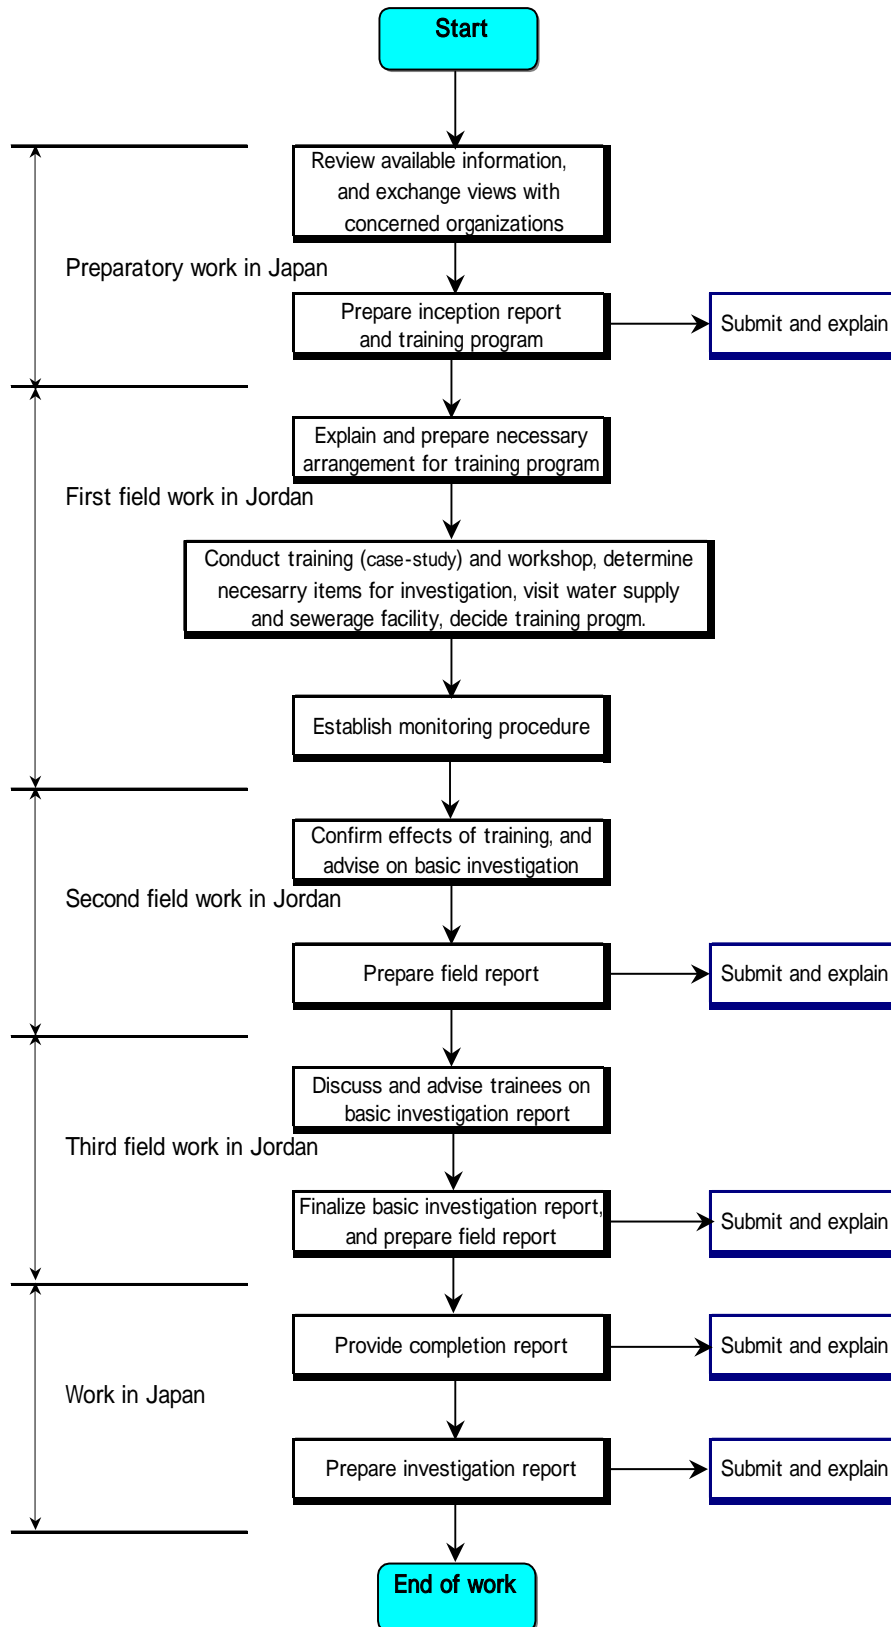 Start
Review available information,
and exchange views with
concerned organizations
Preparatory work in Japan
Prepare inception report
and training program
Submit and explain
Explain and prepare necessary
arrangement for training program
First field work in Jordan
Conduct training (case-study) and workshop, determine
necesarry items for investigation, visit water supply
and sewerage facility, decide training progm.
Establish monitoring procedure
Confirm effects of training, and
advise on basic investigation
Second field work in Jordan
Prepare field report
Submit and explain
Discuss and advise trainees on
basic investigation report
Third field work in Jordan
Finalize basic investigation report,
and prepare field report
Submit and explain
Provide completion report
Submit and explain
Work in Japan
Prepare investigation report
Submit and explain
End of work